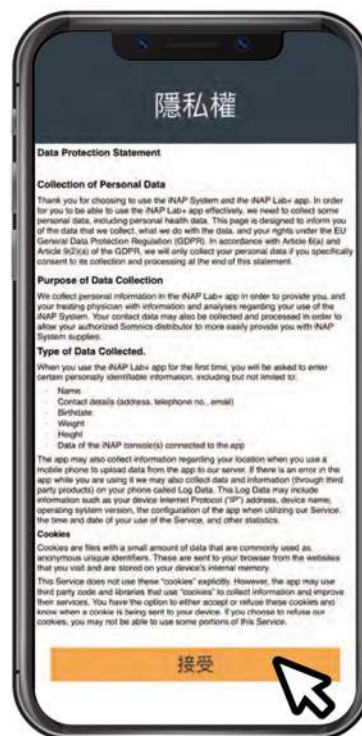 隱私權
Data Protection Statement
Collection of Personal Data
Thank you for choosing to use the iNAP System and the iNAP Lab+ app. In order
for you to be able to use the iNAP Lab+ app effectively, we need to collect some
personal data, including personal health data. This page is designed to inform you
of the data that we collect, what we do with the data, and your rights under the EU
General Data Protection Regulation (GDPR). In accordance with Article 6(a) and
Article 9(2)(a) of the GDPR, we will only collect your personal data if you specifically
consent to its collection and processing at the end of this statement.
Purpose of Data Collection
We collect personal information in the iNAP Lab+ app in order to provide you, and
your treating physician with information and analyses regarding your use of the
iNAP System. Your contact data may also be collected and processed in order to
allow your authorized Somnics distributor to more easily provide you with iNAP
System supplies.
Type of Data Collected.
When you use the iNAP Lab+ app for the first time, you will be asked to enter
certain personally identifiable information, including but not limited to:
Name
Contact details (address, telephone no., email)
Birthdate
Weight
Height
Data of the iNAP console(s) connected to the app
The app may also collect information regarding your location when you use a
mobile phone to upload data from the app to our server. If there is an error in the
app while you are using it we may also collect data and information (through third
party products) on your phone called Log Data. This Log Data may include
information such as your device Internet Protocol ("IP") address, device name,
operating system version, the configuration of the app when utilizing our Service,
the time and date of your use of the Service, and other statistics.
Cookies
Cookies are files with a small amount of data that are commonly used as
anonymous unique identifiers. These are sent to your browser from the websites
that you visit and are stored on your device's internal memory.
This Service does not use these "cookies" explicitly. However, the app may use
third party code and libraries that use "cookies" to collect information and improve
their services. You have the option to either accept or refuse these cookies and
know when a cookie is being sent to your device. If you choose to refuse our
cookies, you may not be able to use some portions of this Service.
接受